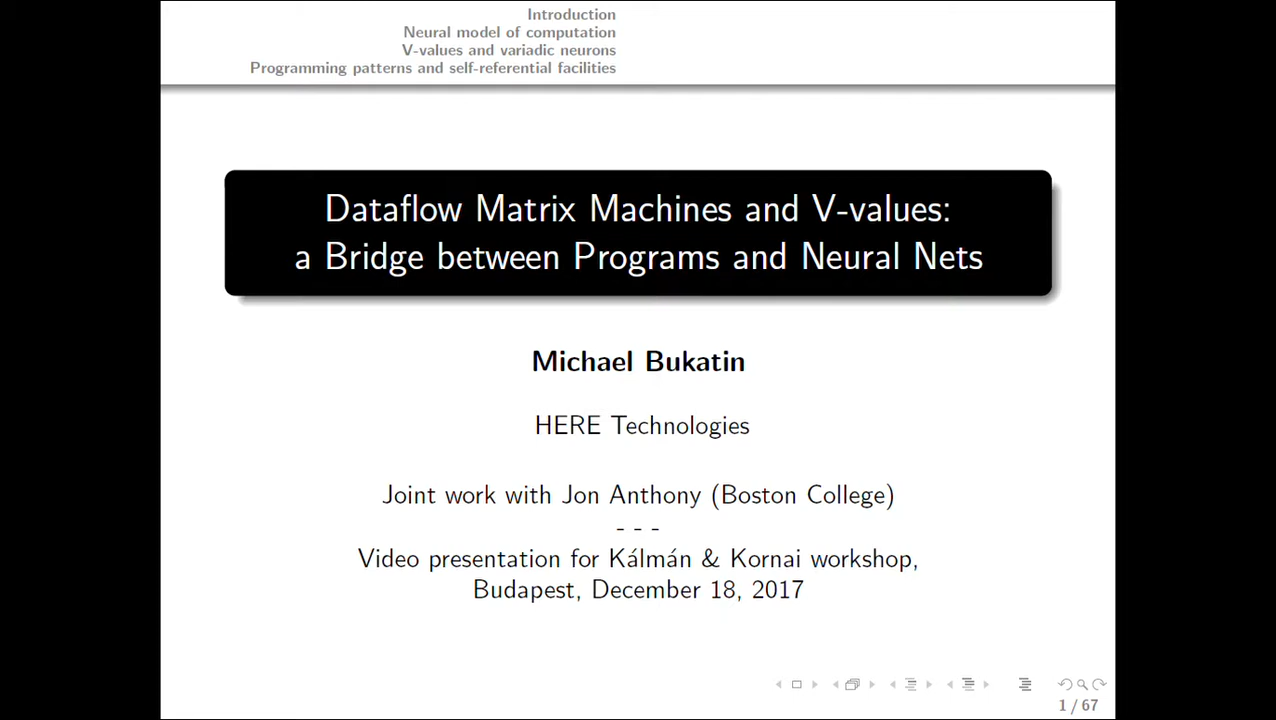 Introduction
Neural model of computation
V-values and variadic neurons
Programming patterns and self-referential facilities
Dataflow Matrix Machines and V-values:
a Bridge between Programs and Neural Nets
Michael Bukatin
HERE Technologies
Joint work with Jon Anthony (Boston College)
- - -
Video presentation for Kálmán & Kornai workshop,
Budapest, December 18, 2017
1 / 67